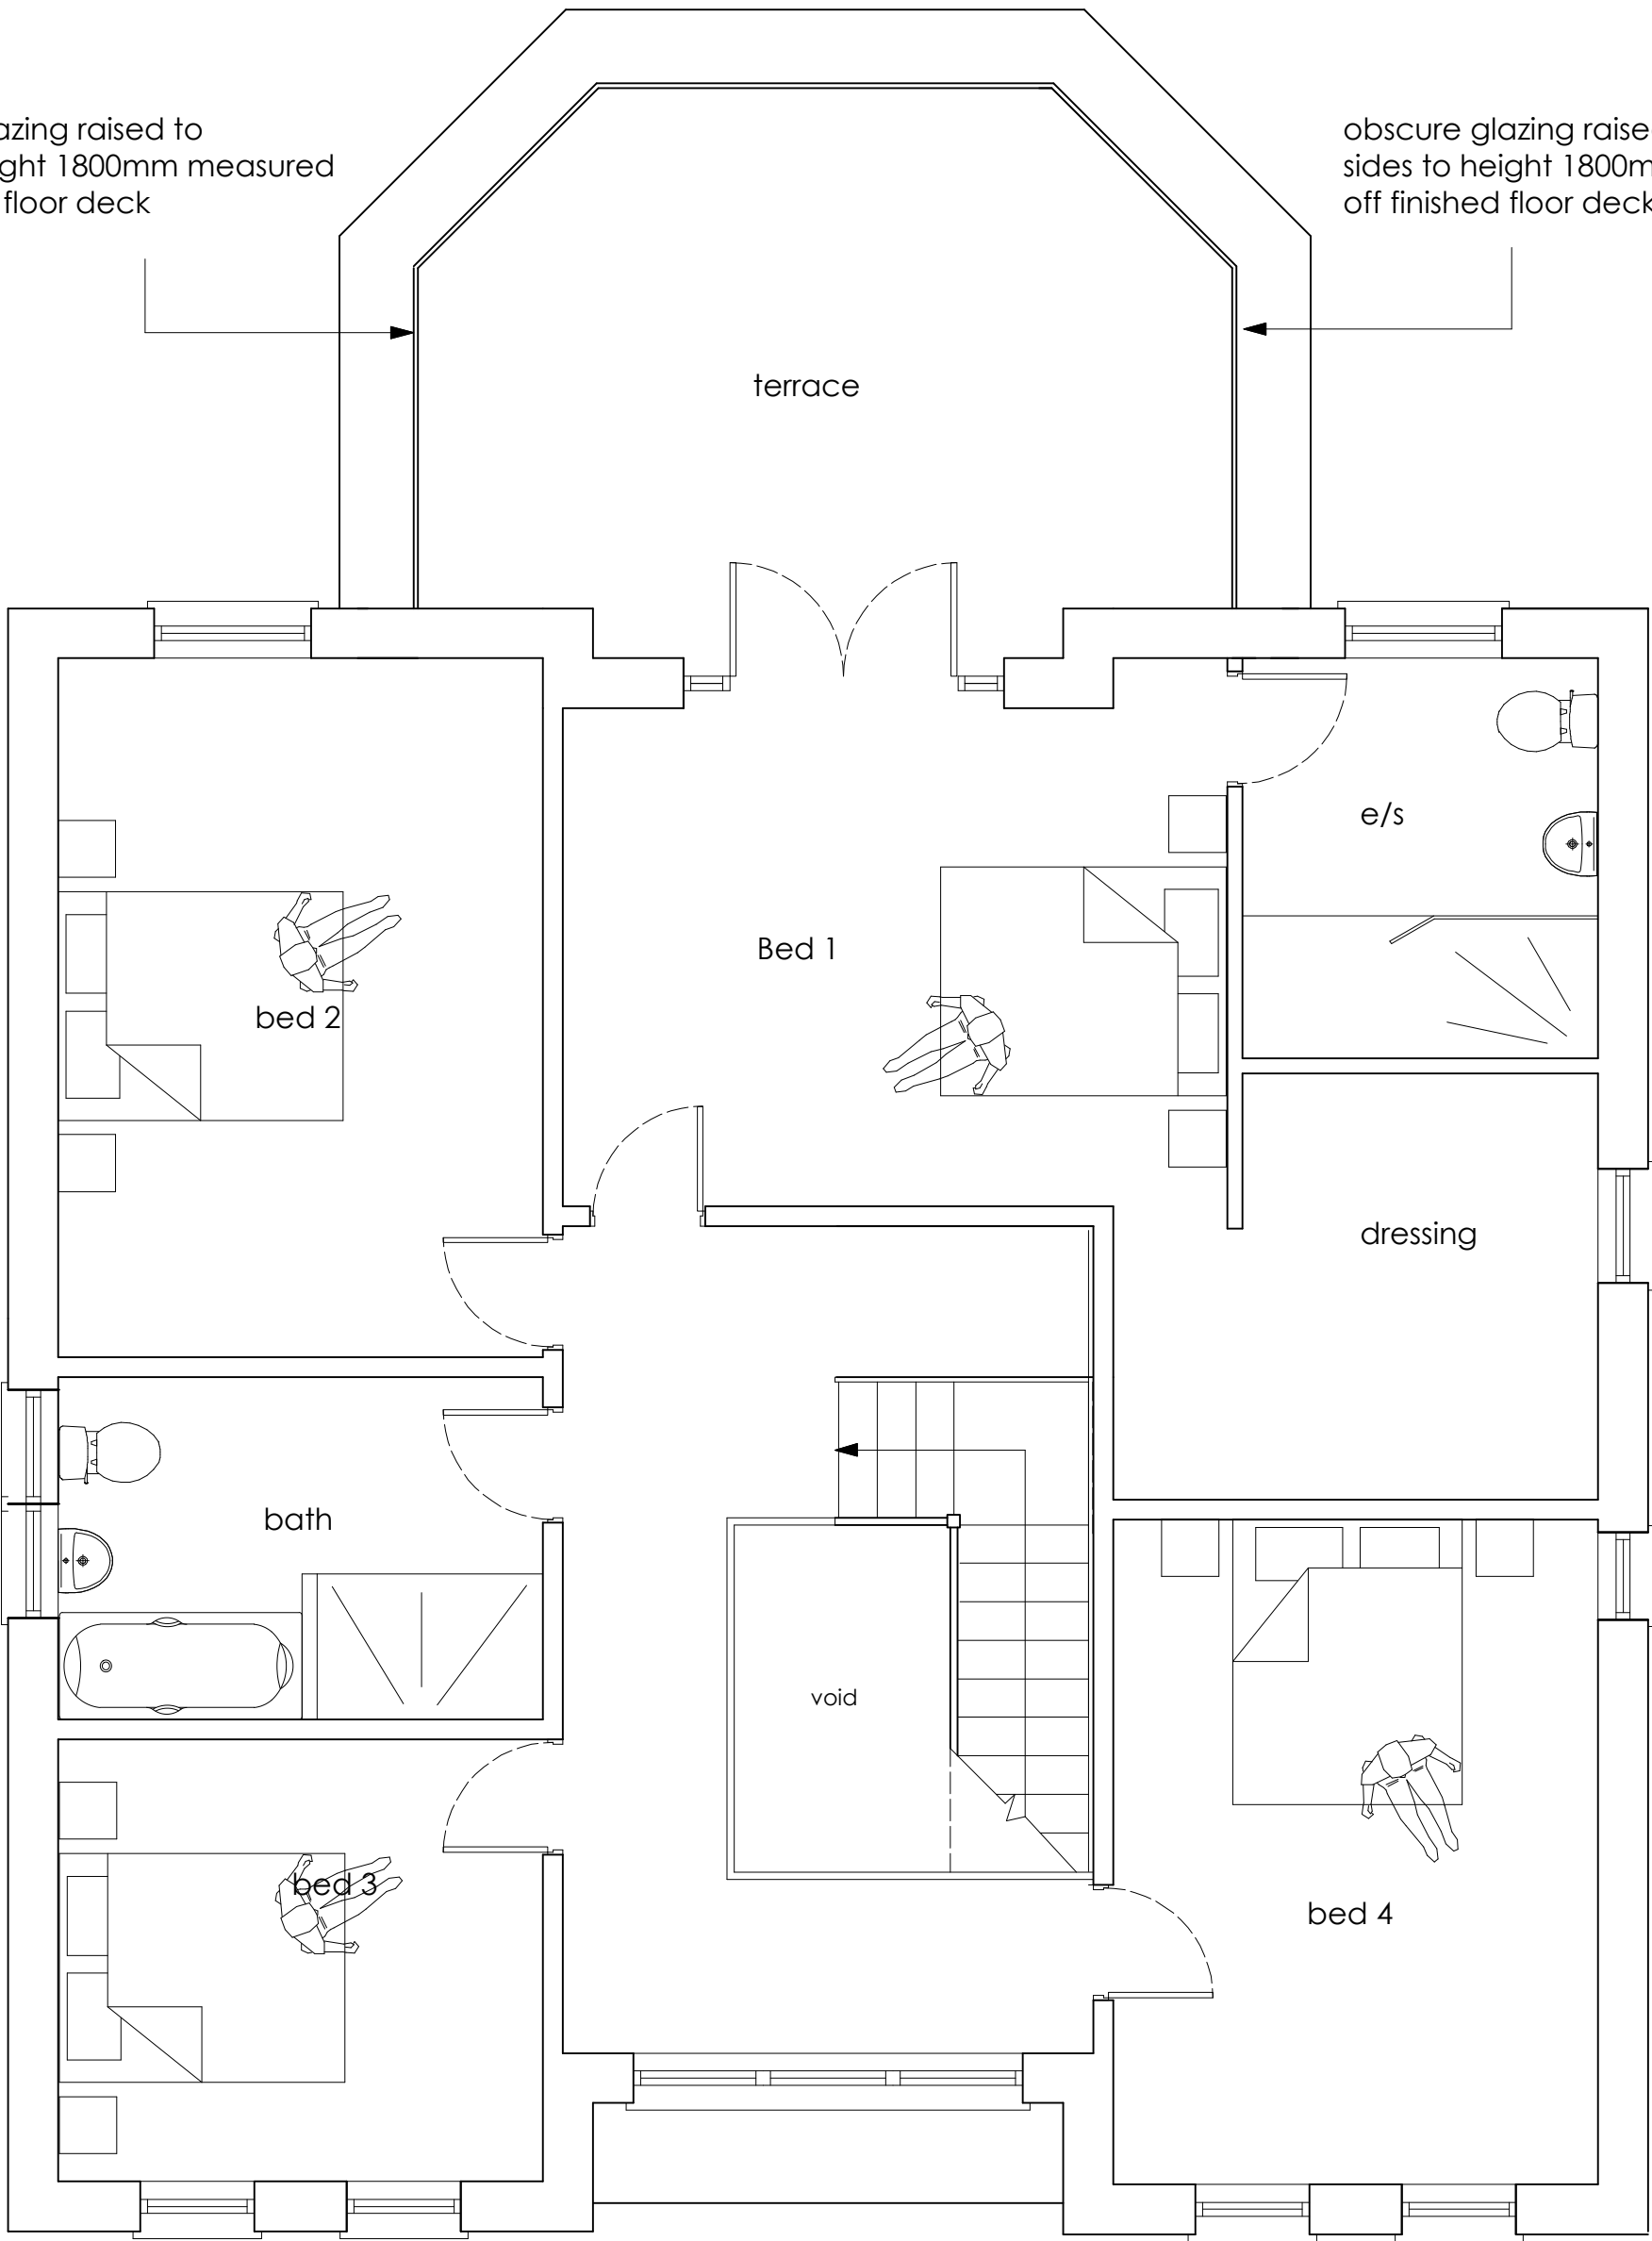 azing raised to
ght 1800mm measured
floor deck
obscure glazing raise
sides to height 1800m
off finished floor deck
terrace
e/s
Bed 1
bed 2
dressing
bath
void
bed 3
bed 4